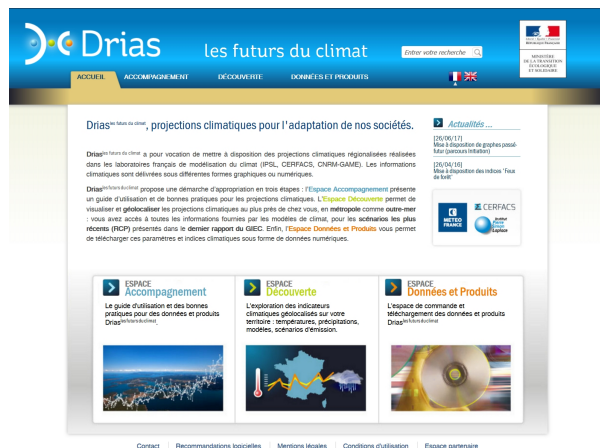 Drias les futurs du climat
Entrer votre recherche
Liberté • Égalité • Fraternité
RÉPUBLIQUE FRANÇAISE
MINISTÈRE
DE LA TRANSITION
ÉCOLOGIQUE
ET SOLIDAIRE
ACCUEIL ACCOMPAGNEMENT DÉCOUVERTE DONNÉES ET PRODUITS
Drias les futurs du climat, projections climatiques pour l'adaptation de nos sociétés.
Drias les futurs du climat a pour vocation de mettre à disposition des projections climatiques régionalisées réalisées
dans les laboratoires français de modélisation du climat (IPSL, CERFACS, CNRM-GAME). Les informations
climatiques sont délivrées sous différentes formes graphiques ou numériques.
Drias les futurs du climat propose une démarche d'appropriation en trois étapes : l'Espace Accompagnement présente
un guide d'utilisation et de bonnes pratiques pour les projections climatiques. L'Espace Découverte permet de
visualiser et géolocaliser les projections climatiques au plus près de chez vous, en métropole comme outre-mer
: vous avez accès à toutes les informations fournies par les modèles de climat, pour les scénarios les plus
récents (RCP) présentés dans le dernier rapport du GIEC. Enfin, l'Espace Données et Produits vous permet
de télécharger ces paramètres et indices climatiques sous forme de données numériques.
Actualités ...
[26/06/17]
Mise à disposition de graphes passé-
futur (parcours Initiation)
[26/04/16]
Mise à disposition des indices 'Feux
de forêt'
METEO
FRANCE
CERFACS
Institut
Pierre
Simon
Laplace
ESPACE
Accompagnement
Le guide d'utilisation et des bonnes
pratiques pour des données et produits
Drias les futurs du climat.
ESPACE
Découverte
L'exploration des indicateurs
climatiques géolocalisés sur votre
territoire : températures, précipitations,
modèles, scénarios d'émission.
ESPACE
Données et Produits
L'espace de commande et
téléchargement des données et produits
Drias les futurs du climat
Contact Recommandations logicielles Mentions légales Conditions d'utilisation Espace partenaire